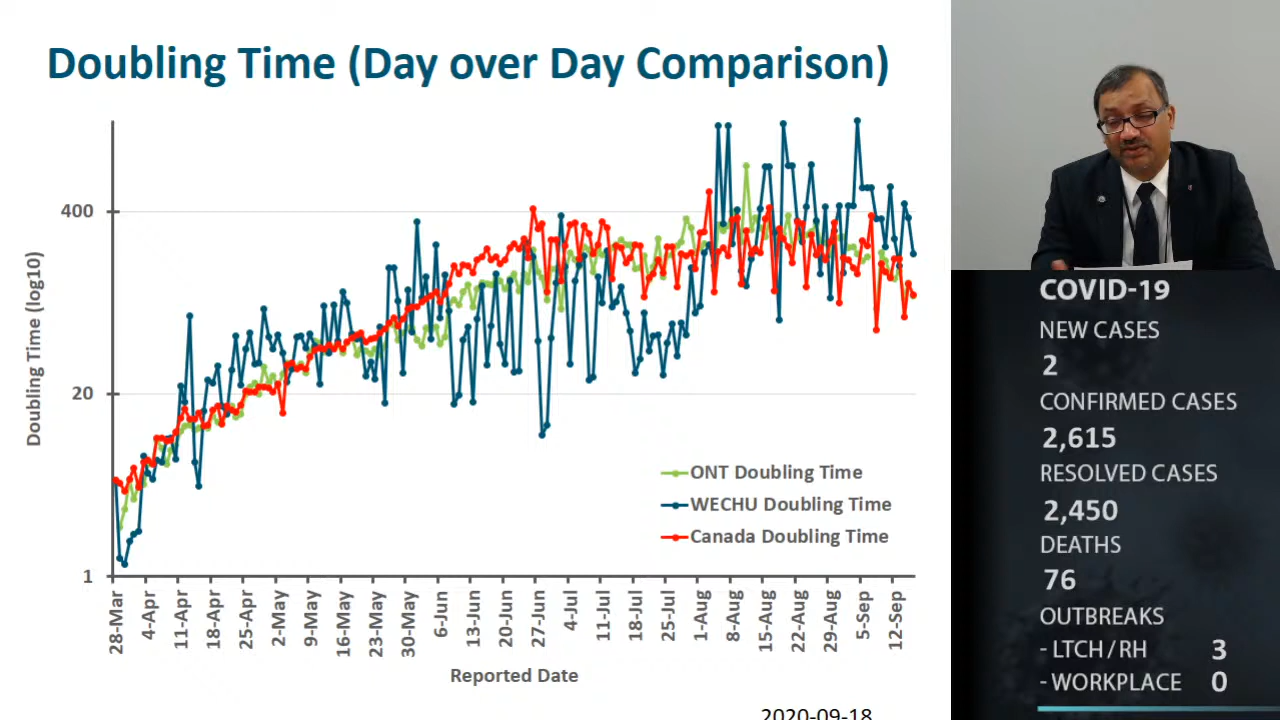 Doubling Time (Day over Day Comparison)
Doubling Time (log10)
400
20
1
ONT Doubling Time
WECHU Doubling Time
Canada Doubling Time
28-Mar
4-Apr
11-Apr
18-Apr
25-Apr
2-May
9-May
16-May
23-May
30-May
6-Jun
13-Jun
20-Jun
27-Jun
4-Jul
11-Jul
18-Jul
25-Jul
1-Aug
8-Aug
15-Aug
22-Aug
29-Aug
5-Sep
12-Sep
Reported Date
2020-09-18
COVID-19
NEW CASES
2
CONFIRMED CASES
2,615
RESOLVED CASES
2,450
DEATHS
76
OUTBREAKS
- LTCH / RH 3
- WORKPLACE 0